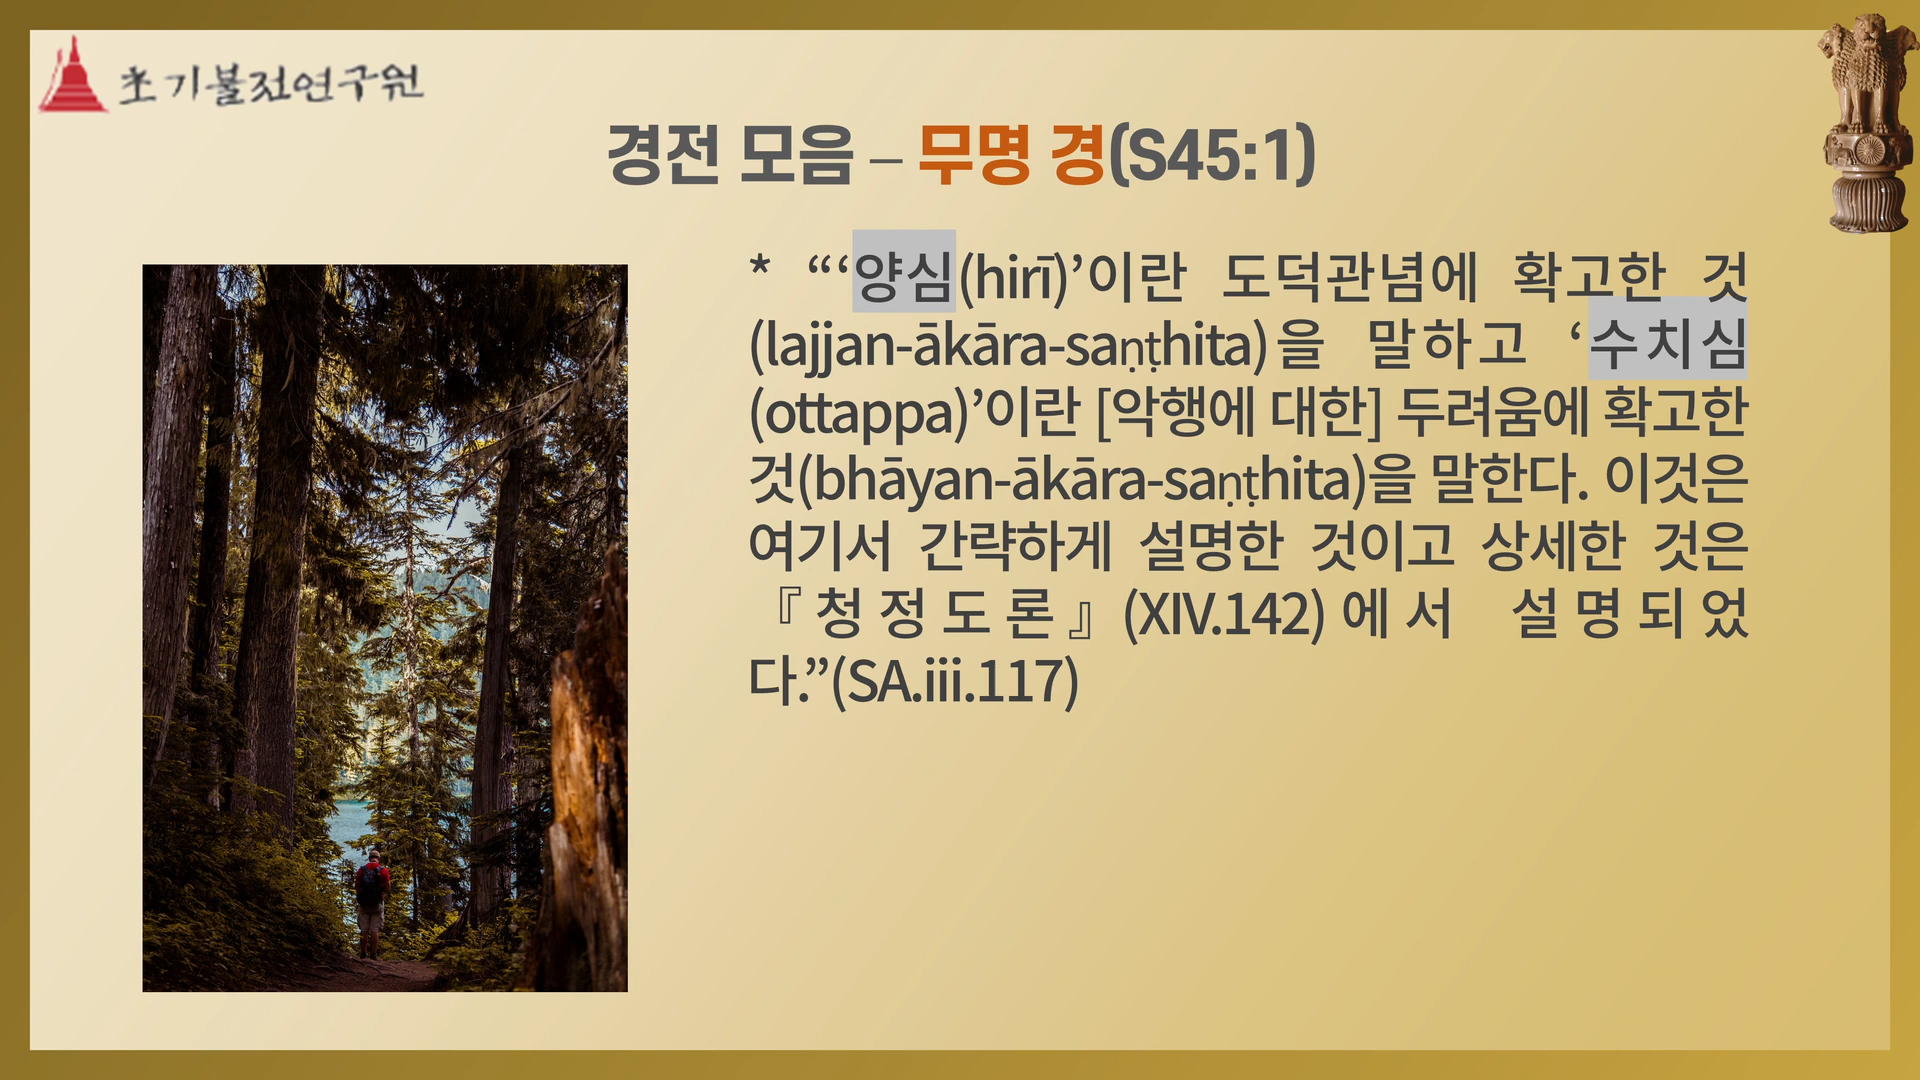 초기불전연구원
경전 모음 – 무명 경(S45:1)
* “‘양심(hirī)’이란 도덕관념에 확고한 것
(lajjan-ākāra-saṇṭhita)을 말하고 ‘수치심
(ottappa)’이란 [악행에 대한] 두려움에 확고한
것(bhāyan-ākāra-saṇṭhita)을 말한다. 이것은
여기서 간략하게 설명한 것이고 상세한 것은
『청정도론』(XIV.142)에서 설명되었
다.”(SA.iii.117)